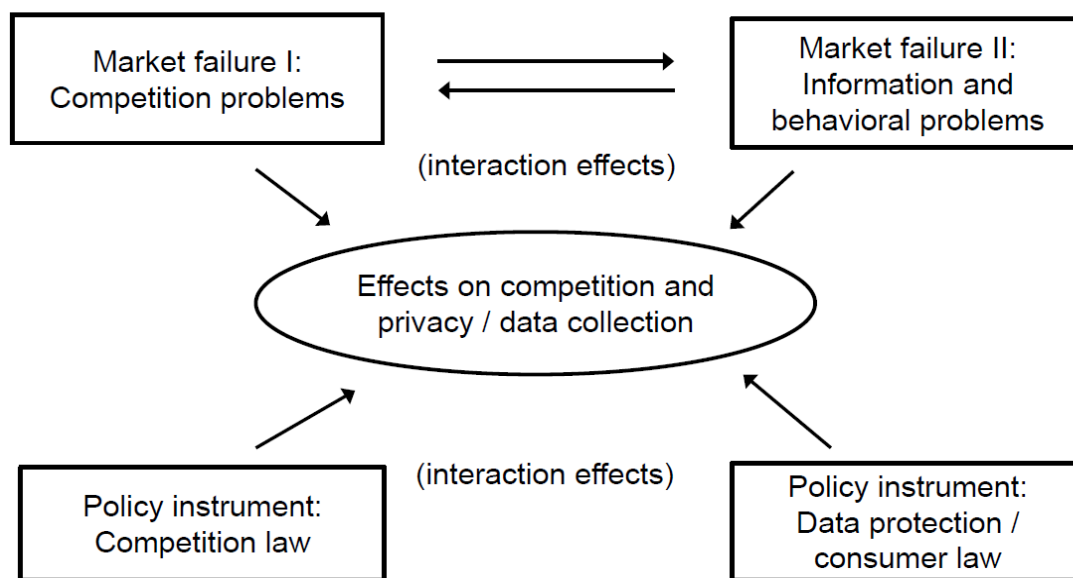 Market failure I:
Competition problems
Market failure II:
Information and
behavioral problems
(interaction effects)
Effects on competition and
privacy / data collection
(interaction effects)
Policy instrument:
Competition law
Policy instrument:
Data protection /
consumer law